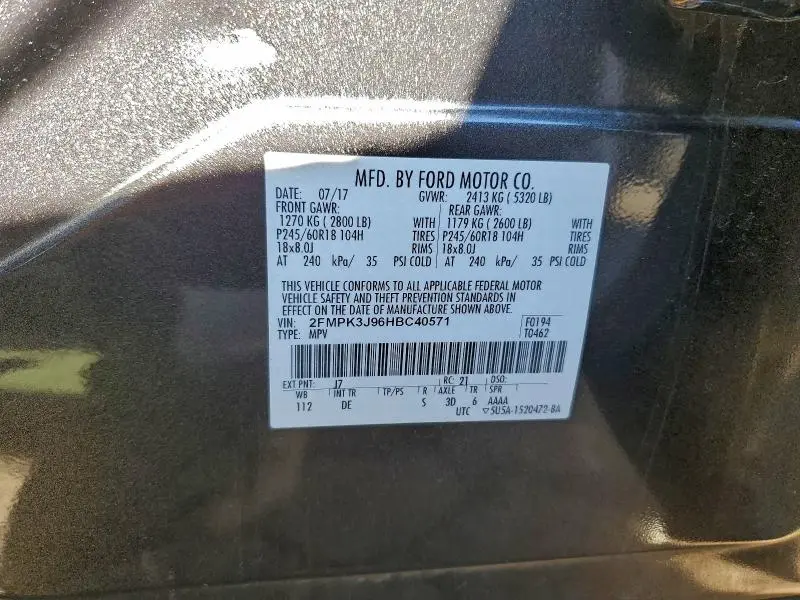 MFD. BY FORD MOTOR CO.
DATE: 07/17 GVWR: 2413 KG ( 5320 LB)
FRONT GAWR: REAR GAWR:
1270 KG ( 2800 LB) WITH 1179 KG ( 2600 LB) WITH
P245/60R18 104H TIRES P245/60R18 104H TIRES
18x8.0J RIMS 18x8.0J RIMS
AT 240 kPa/ 35 PSI COLD AT 240 kPa/ 35 PSI COLD
THIS VEHICLE CONFORMS TO ALL APPLICABLE FEDERAL MOTOR
VEHICLE SAFETY AND THEFT PREVENTION STANDARDS IN
EFFECT ON THE DATE OF MANUFACTURE SHOWN ABOVE.
VIN: 2FMPK3J96HBC40571 F0194
TYPE: MPV T0462
EXT PNT: J7 RC: 21 DSO:
WB INT TR TP/PS R AXLE TR SPR
112 DE S 3D 6 AAAA
UTC ▽5U5A-1520472-BA